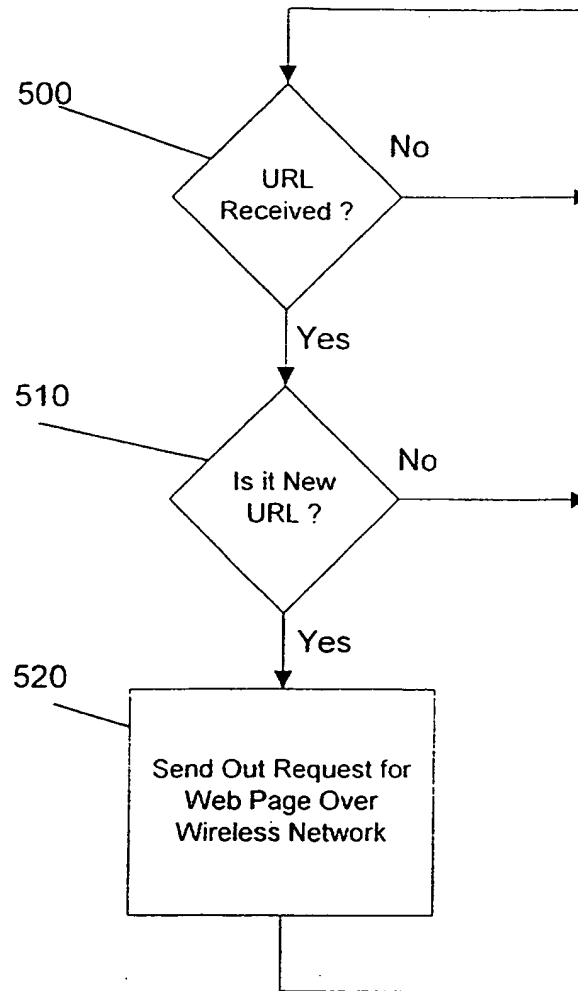 500
No
URL
Received ?
Yes
510
No
Is it New
URL ?
Yes
520
Send Out Request for
Web Page Over
Wireless Network